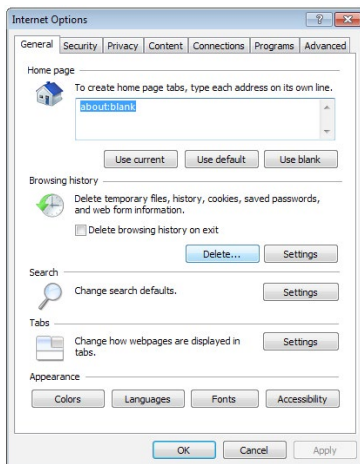 Internet Options
General Security Privacy Content Connections Programs Advanced
Home page
To create home page tabs, type each address on its own line.
about:blank
Use current Use default Use blank
Browsing history
Delete temporary files, history, cookies, saved passwords,
and web form information.
Delete browsing history on exit
Delete... Settings
Search
Change search defaults. Settings
Tabs
Change how webpages are displayed in
tabs.
Settings
Appearance
Colors Languages Fonts Accessibility
OK Cancel Apply